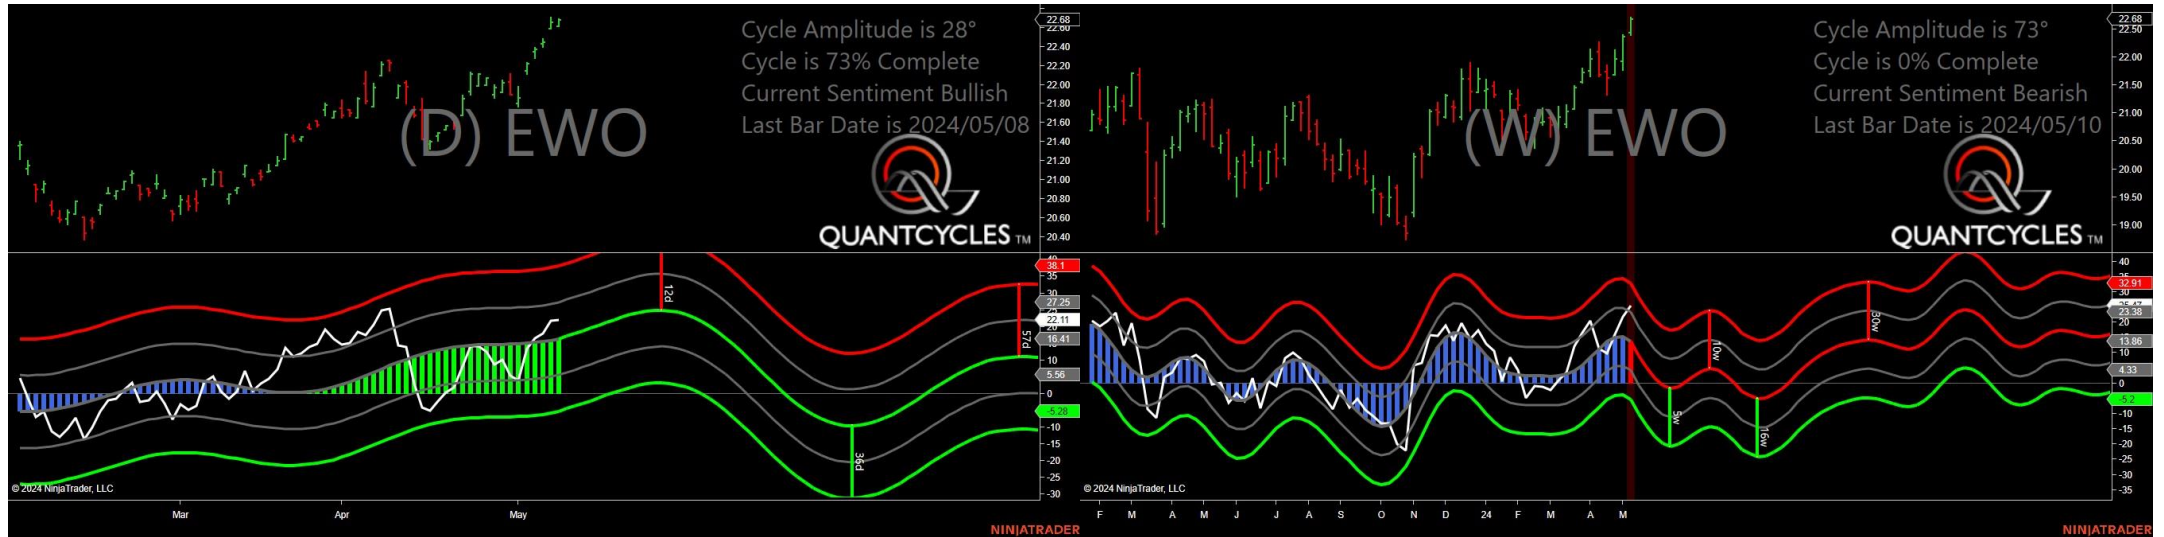 Cycle Amplitude is 28°
Cycle is 73% Complete
Current Sentiment Bullish
Last Bar Date is 2024/05/08
(D) EWO
QUANTCYCLES TM
22.68
22.60
22.40
22.20
22.00
21.80
21.60
21.40
21.20
21.00
20.80
20.60
20.40
38.1
35
30
27.25
22.11
16.41
10
5.56
0
-5.28
-10
-15
-20
-25
-30
12d
36d
57d
© 2024 NinjaTrader, LLC
Mar Apr May
NINJATRADER
Cycle Amplitude is 73°
Cycle is 0% Complete
Current Sentiment Bearish
Last Bar Date is 2024/05/10
(W) EWO
QUANTCYCLES TM
22.68
22.50
22.00
21.50
21.00
20.50
20.00
19.50
19.00
40
35
32.91
30
23.38
20
13.86
10
4.33
0
-5.2
-10
-15
-20
-25
-30
-35
5w
10w
16w
30w
© 2024 NinjaTrader, LLC
F M A M J J A S O N D 24 F M A M
NINJATRADER